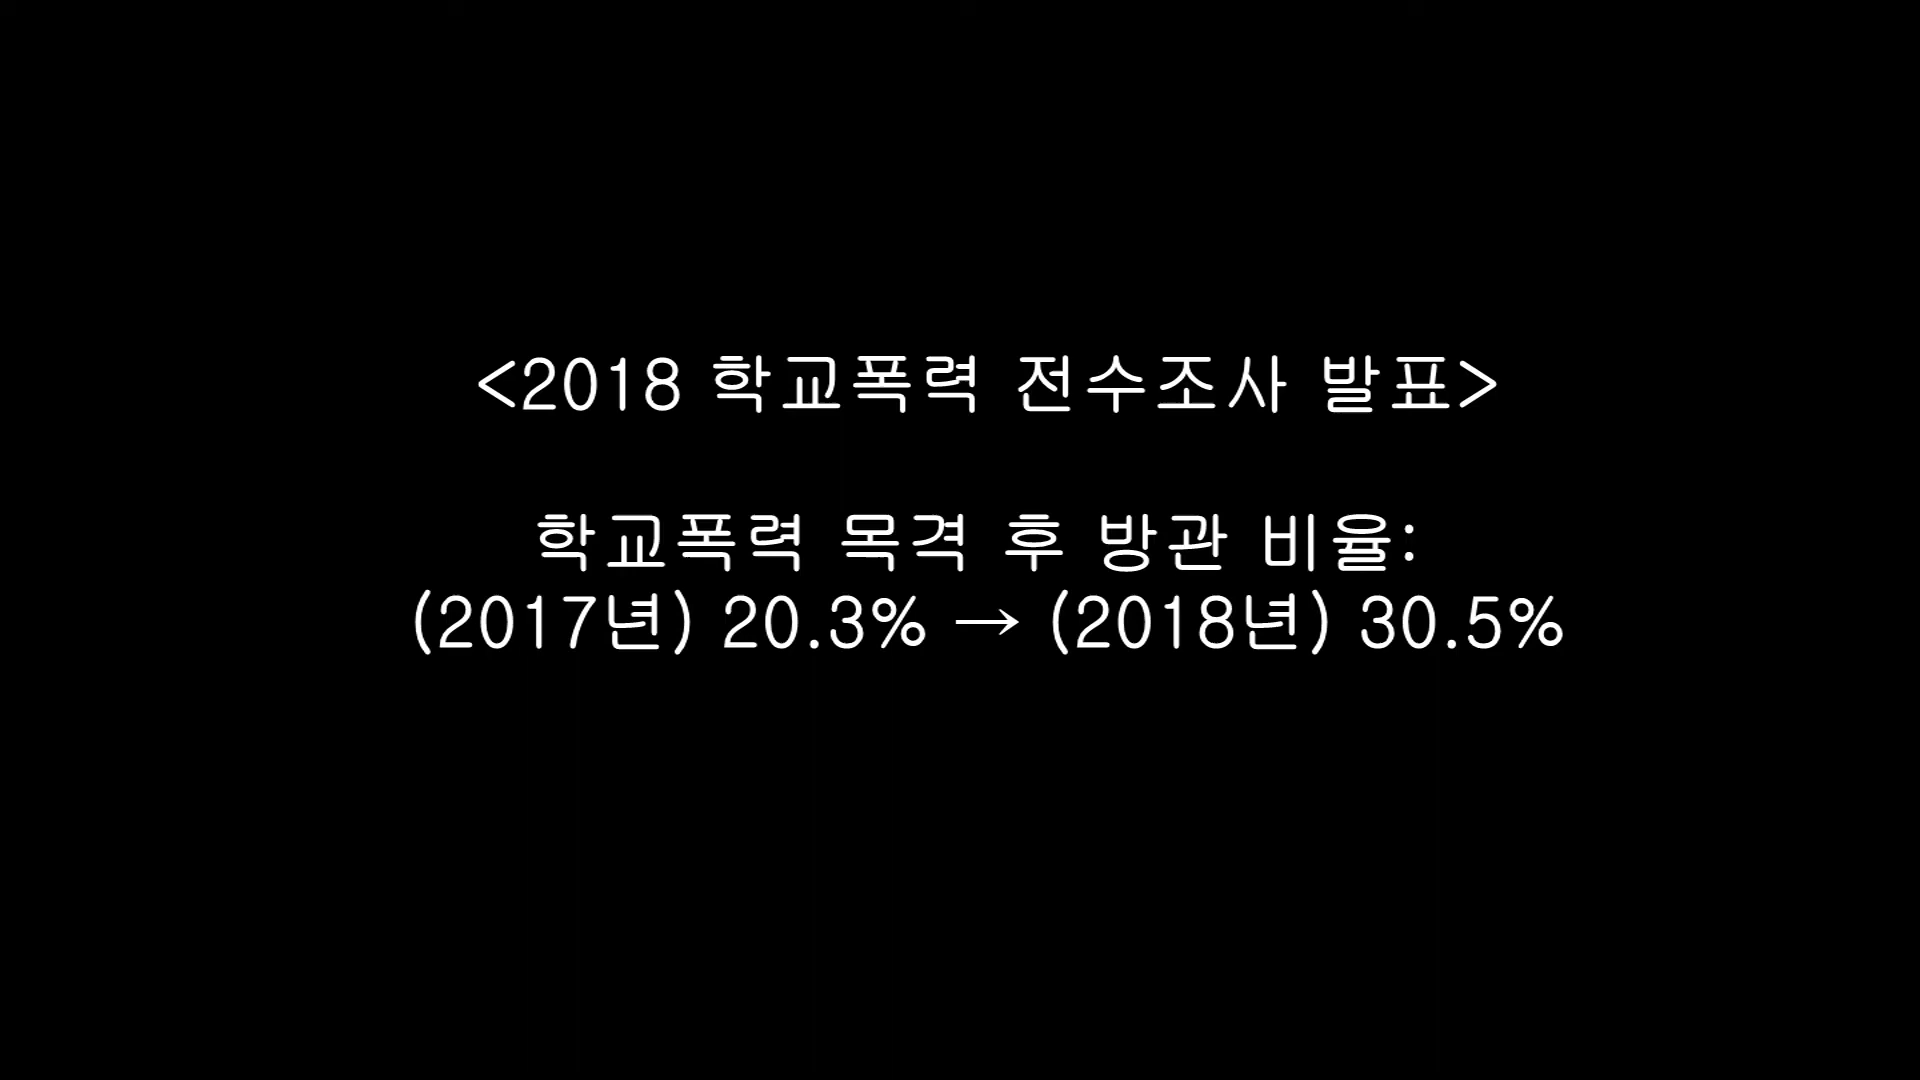 <2018 학교폭력 전수조사 발표>
학교폭력 목격 후 방관 비율:
(2017년) 20.3% → (2018년) 30.5%